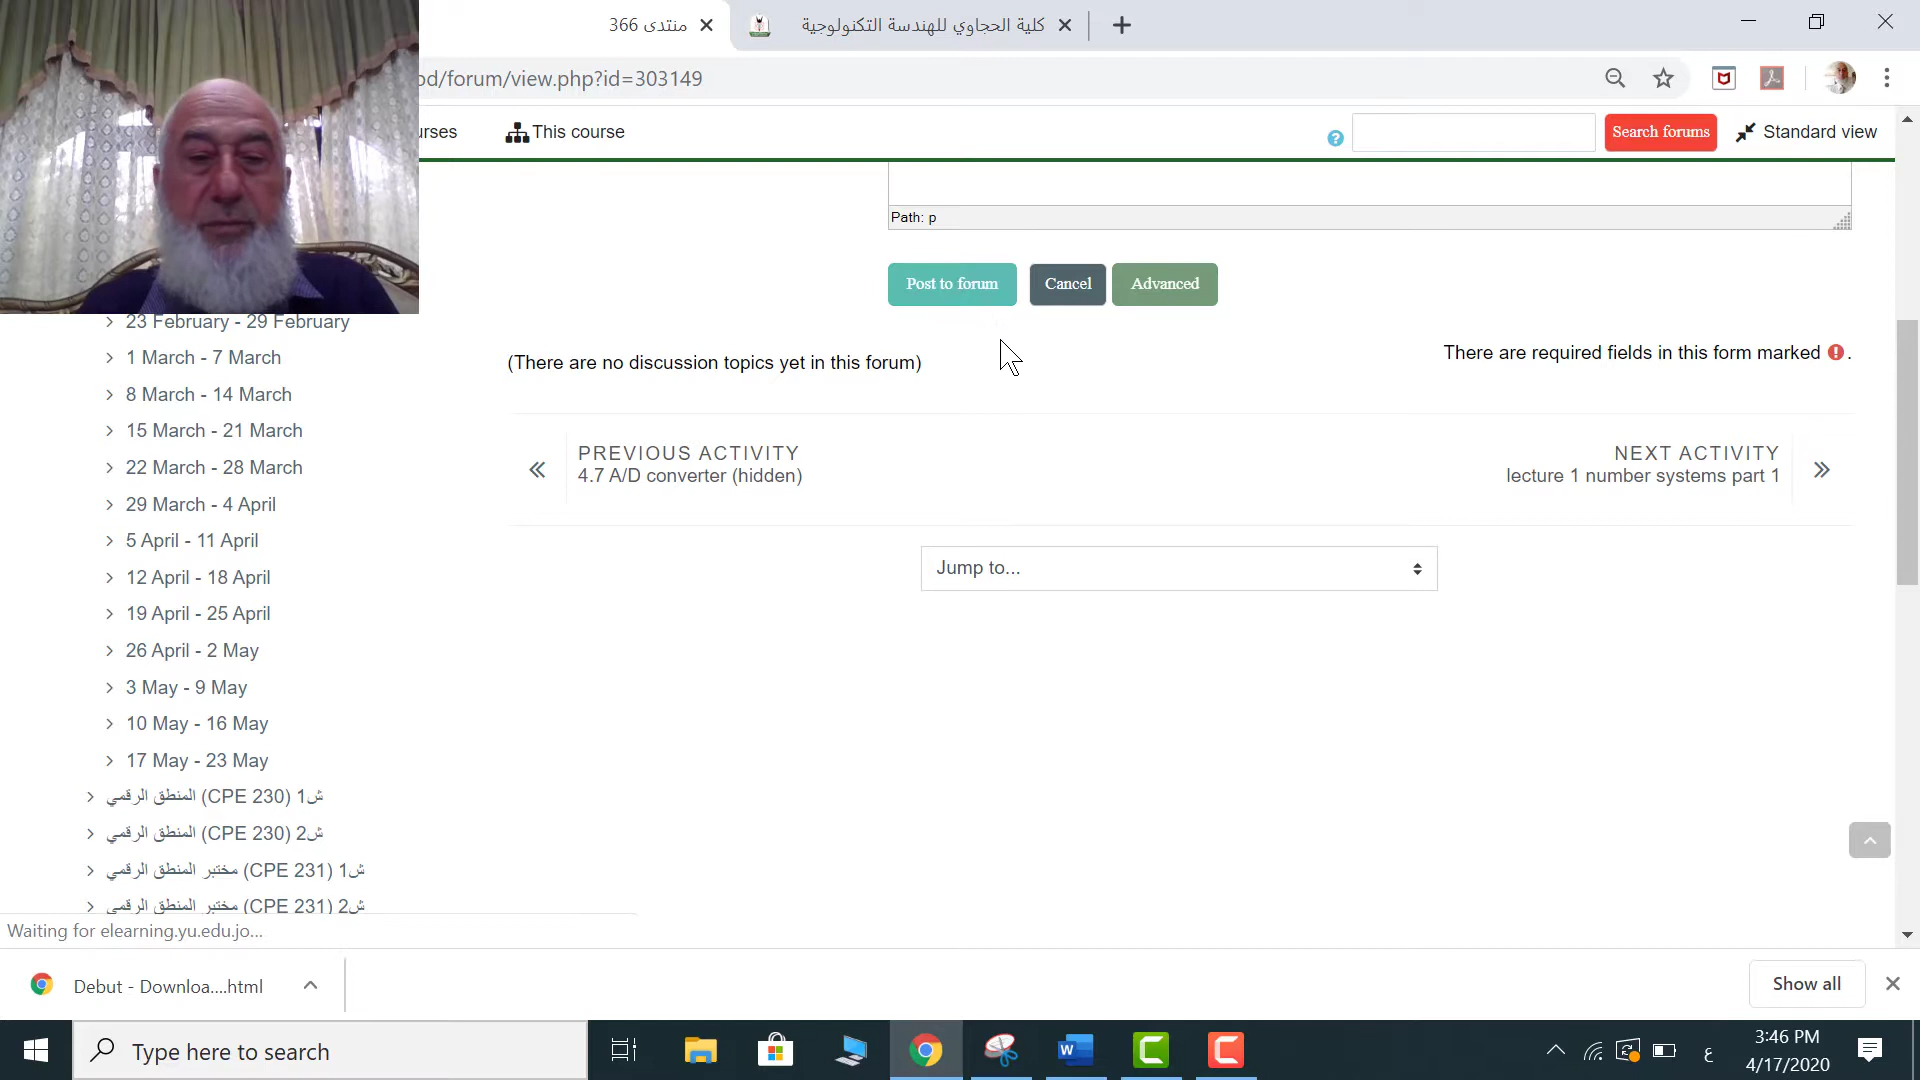 منتدى 366
كلية الحجاوي للهندسة التكنولوجية
od/forum/view.php?id=303149
urses
This course
Search forums
Standard view
Path: p
Post to forum
Cancel
Advanced
(There are no discussion topics yet in this forum)
There are required fields in this form marked .
PREVIOUS ACTIVITY
4.7 A/D converter (hidden)
NEXT ACTIVITY
lecture 1 number systems part 1
Jump to...
23 February - 29 February
1 March - 7 March
8 March - 14 March
15 March - 21 March
22 March - 28 March
29 March - 4 April
5 April - 11 April
12 April - 18 April
19 April - 25 April
26 April - 2 May
3 May - 9 May
10 May - 16 May
17 May - 23 May
المنطق الرقمي (CPE 230) ش1
المنطق الرقمي (CPE 230) ش2
مختبر المنطق الرقمي (CPE 231) ش1
مختبر المنطق الرقمي (CPE 231) ش2
Waiting for elearning.yu.edu.jo...
Debut - Downloa....html
Show all
Type here to search
ع
3:46 PM
4/17/2020